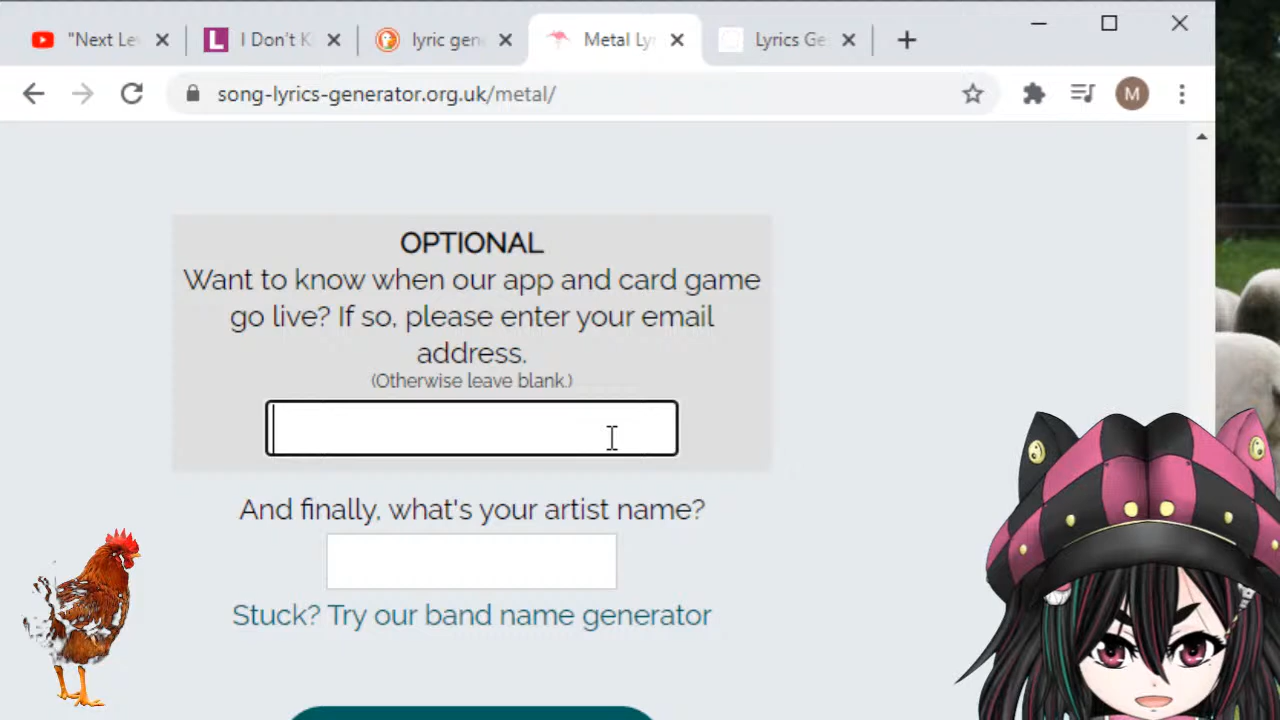 "Next Le
I Don't K
lyric gen
Metal Ly
Lyrics Ge
song-lyrics-generator.org.uk/metal/
M
OPTIONAL
Want to know when our app and card game
go live? If so, please enter your email
address.
(Otherwise leave blank.)
And finally, what's your artist name?
Stuck? Try our band name generator